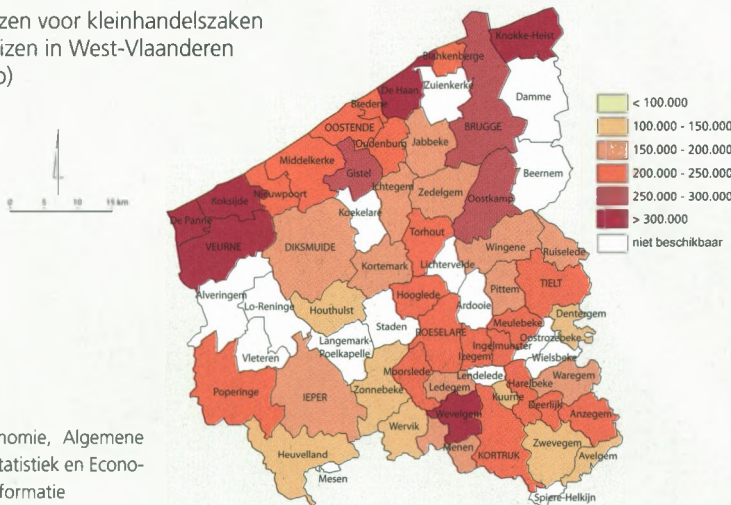 zen voor kleinhandelszaken
izen in West-Vlaanderen
o)
0 5 10 15 km
< 100.000
100.000 - 150.000
150.000 - 200.000
200.000 - 250.000
250.000 - 300.000
> 300.000
niet beschikbaar
Knokke-Heist
Blankenberge
Zuienkerke
De Haan
Damme
Bredene
OOSTENDE
BRUGGE
Oudenburg
Jabbeke
Middelkerke
Gistel
Beernem
Ichtegem
Zedelgem
Oostkamp
Nieuwpoort
Koksijde
Koekelare
De Panne
Torhout
VEURNE
DIKSMUIDE
Wingene
Ruiselede
Lichtervelde
Kortemark
TIELT
Pittem
Alveringem
Hooglede
Lo-Reninge
Ardooie
Houthulst
Dentergem
Staden
Meulebeke
ROESELARE
Oostrozebeke
Langemark-
Poelkapelle
Ingelmunster
Izegem
Wielsbeke
Vleteren
Moorslede
Lendelede
Waregem
Harelbeke
Ledegem
Poperinge
Zonnebeke
Kuurne
IEPER
Deerlijk
Anzegem
Wevelgem
Wervik
Menen
Zwevegem
KORTRIJK
Heuvelland
Avelgem
Mesen
Spiere-Helkijn
nomie, Algemene
tatistiek en Econo-
formatie